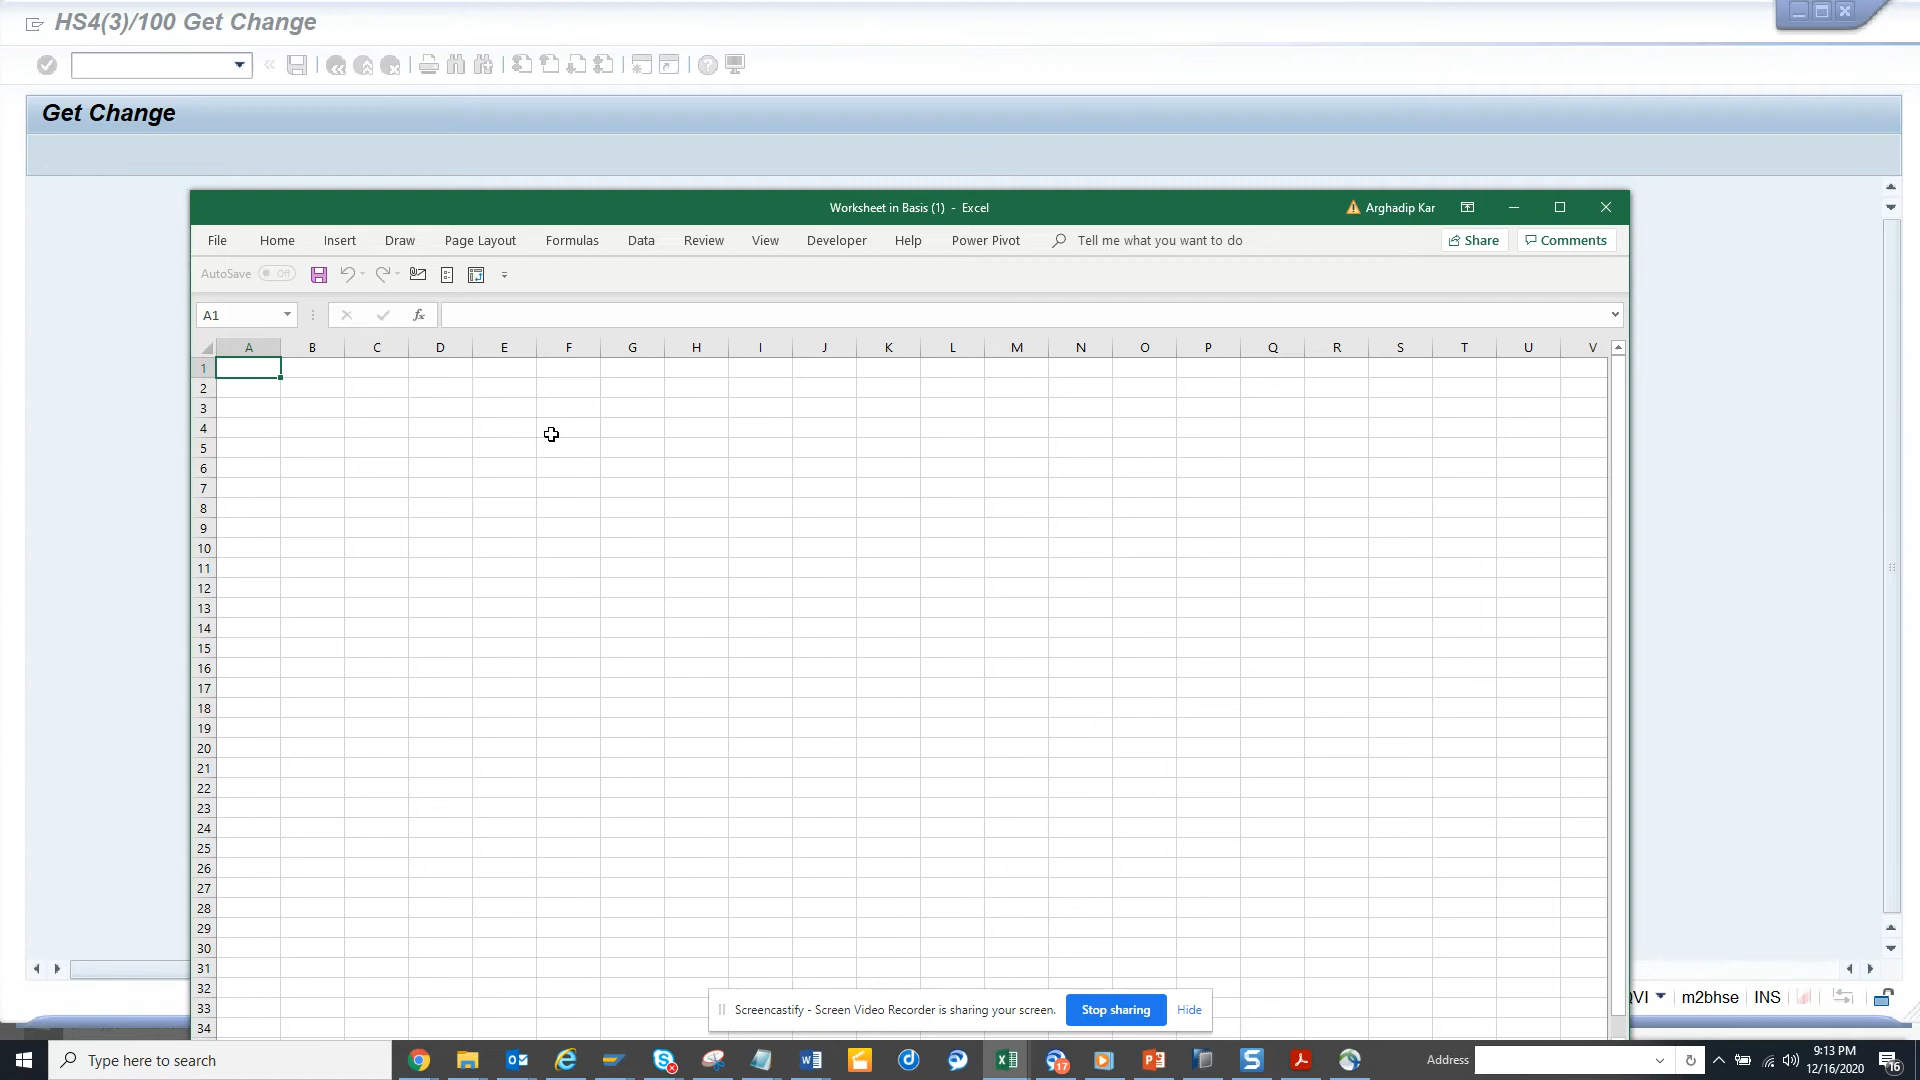 HS4(3)/100 Get Change
Get Change
Worksheet in Basis (1) - Excel
Arghadip Kar
File Home Insert Draw Page Layout Formulas Data Review View Developer Help Power Pivot Tell me what you want to do Share Comments
AutoSave Off
A1 fx
A B C D E F G H I J K L M N O P Q R S T U V
1
2
3
4
5
6
7
8
9
10
11
12
13
14
15
16
17
18
19
20
21
22
23
24
25
26
27
28
29
30
31
32
33
34
Screencastify - Screen Video Recorder is sharing your screen. Stop sharing Hide
m2bhse INS
Type here to search
17
Address
9:13 PM
12/16/2020
16